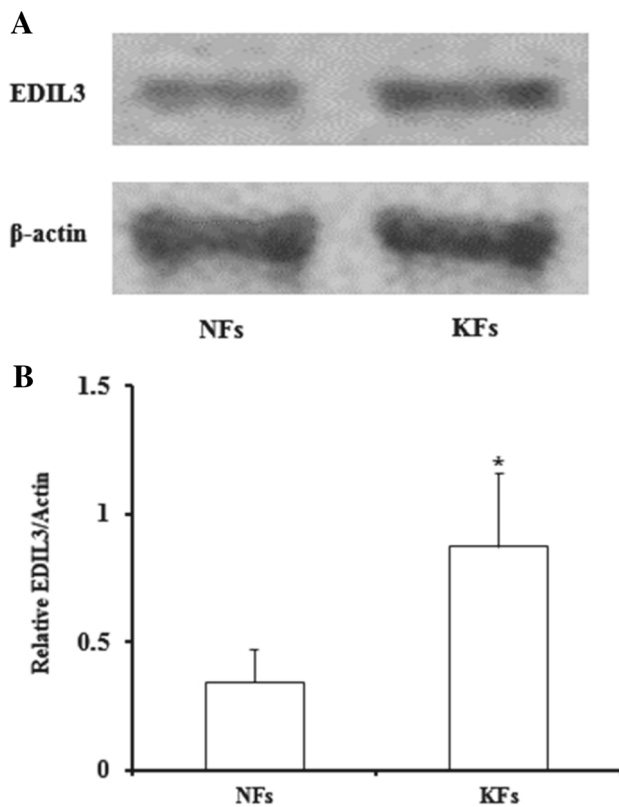 A
EDIL3
β-actin
NFs KFs
B
1.5
*
1
0.5
0
Relative EDIL3/Actin
NFs KFs